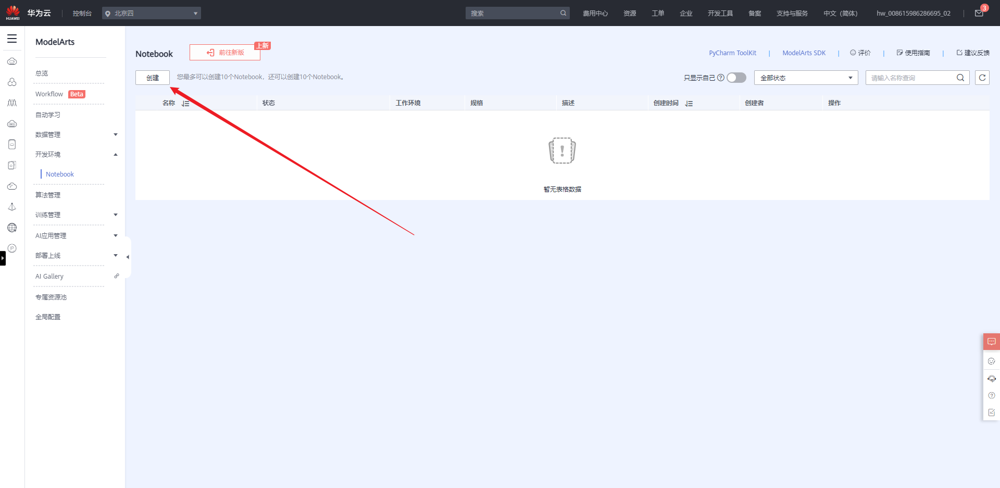 HUAWEI
华为云
控制台
北京四
搜索
费用中心
资源
工单
企业
开发工具
备案
支持与服务
中文（简体）
hw_008615986286695_02
3
ModelArts
总览
Workflow Beta
自动学习
数据管理
开发环境
Notebook
算法管理
训练管理
AI应用管理
部署上线
AI Gallery
专属资源池
全局配置
IP
Notebook
前往新版
上新
PyCharm ToolKit | ModelArts SDK | 评价 | 使用指南 | 建议反馈
创建
您最多可以创建10个Notebook，还可以创建10个Notebook。
只显示自己
全部状态
请输入名称查询
名称
状态
工作环境
规格
描述
创建时间
创建者
操作
暂无表格数据